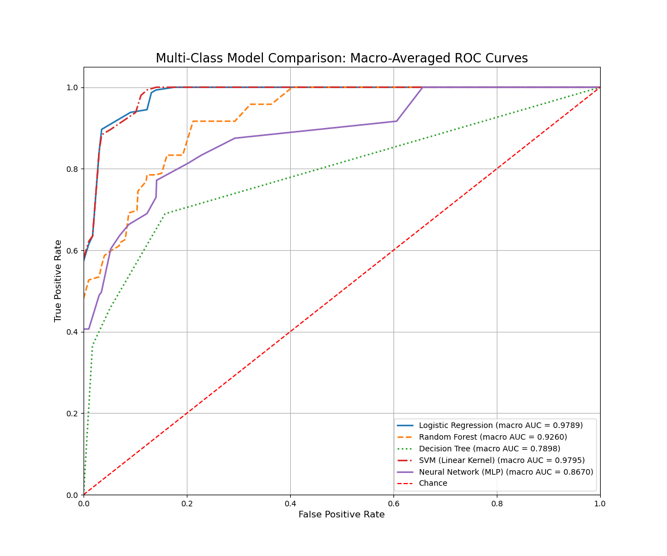 Multi-Class Model Comparison: Macro-Averaged ROC Curves
True Positive Rate
1.0
0.8
0.6
0.4
0.2
0.0
Logistic Regression (macro AUC = 0.9789)
Random Forest (macro AUC = 0.9260)
Decision Tree (macro AUC = 0.7898)
SVM (Linear Kernel) (macro AUC = 0.9795)
Neural Network (MLP) (macro AUC = 0.8670)
Chance
0.0 0.2 0.4 0.6 0.8 1.0
False Positive Rate